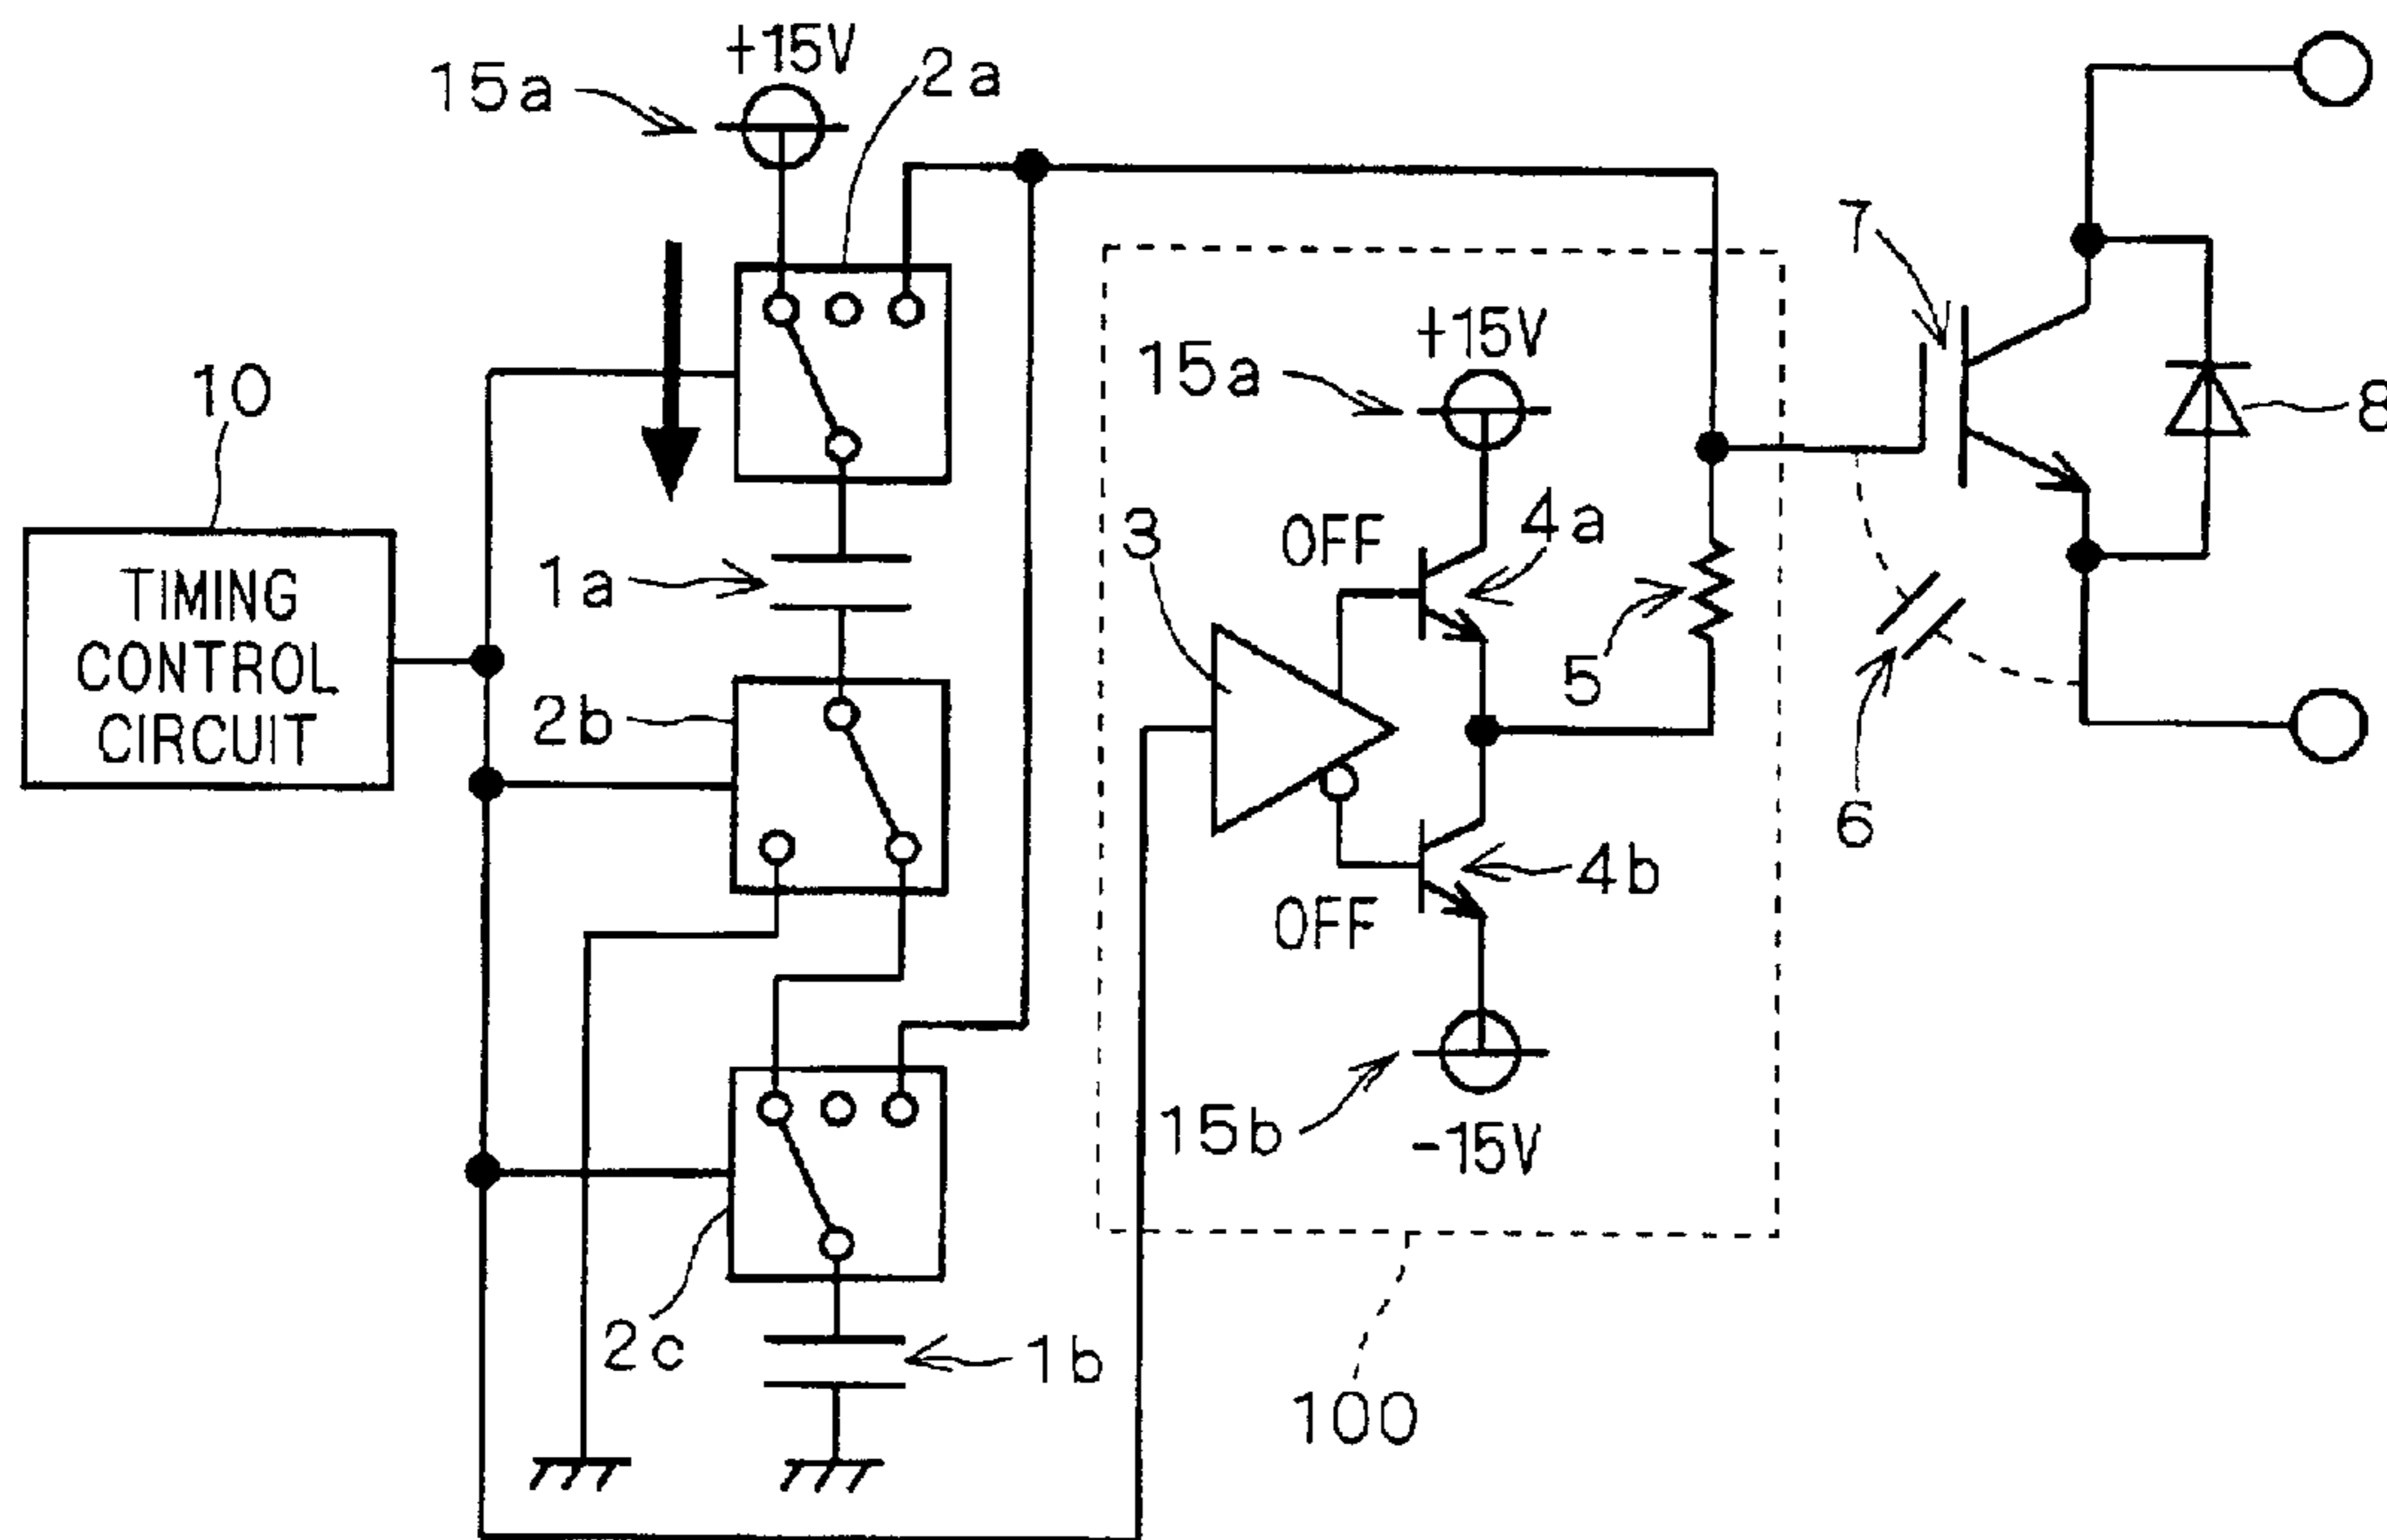 +15V
15a
2a
7
10
15a
+15V
8
3
OFF
4a
1a
TIMING
CONTROL
CIRCUIT
2b
5
6
4b
OFF
15b
-15V
2c
1b
100